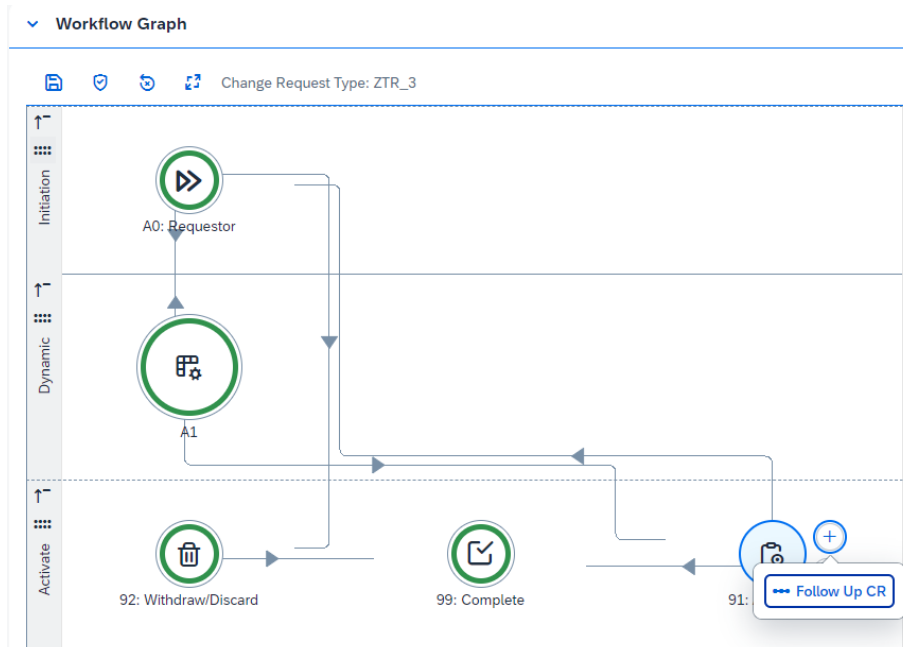 Workflow Graph
Change Request Type: ZTR_3
Initiation
A0: Requestor
Dynamic
A1
Activate
92: Withdraw/Discard
99: Complete
91:
Follow Up CR